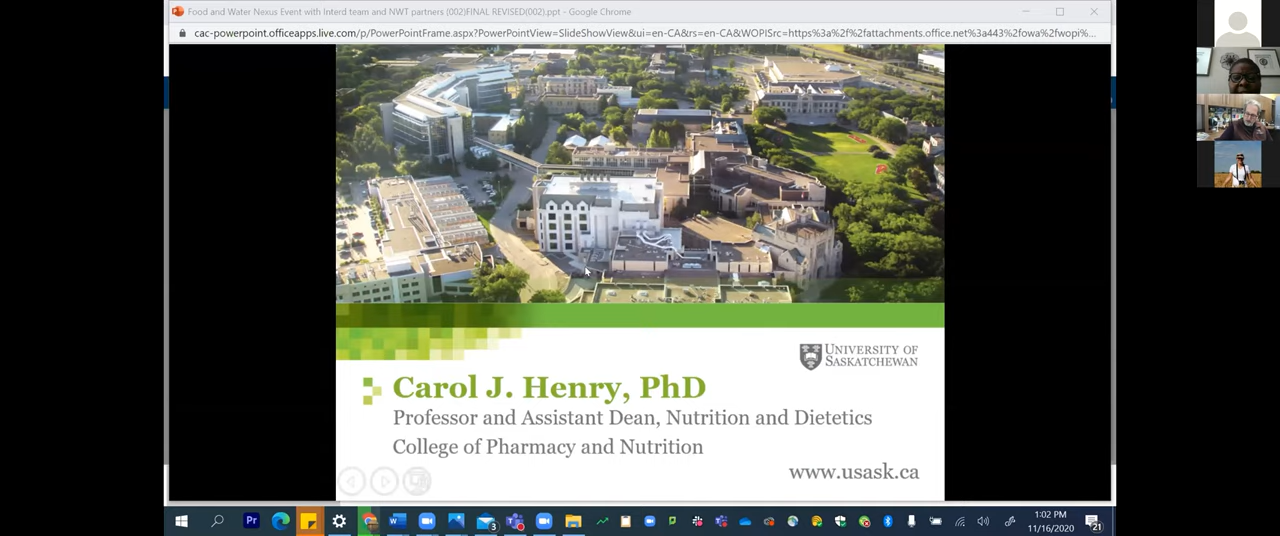 Food and Water Nexus Event with Interd team and NWT partners (002)FINAL REVISED(002).ppt - Google Chrome
cac-powerpoint.officeapps.live.com/p/PowerPointFrame.aspx?PowerPointView=SlideShowView&ui=en-CA&rs=en-CA&WOPISrc=https%3a%2f%2fattachments.office.net%3a443%2fowa%2fwopi%...
UNIVERSITY OF
SASKATCHEWAN
Carol J. Henry, PhD
Professor and Assistant Dean, Nutrition and Dietetics
College of Pharmacy and Nutrition
www.usask.ca
Pr
3
1:02 PM
11/16/2020
21